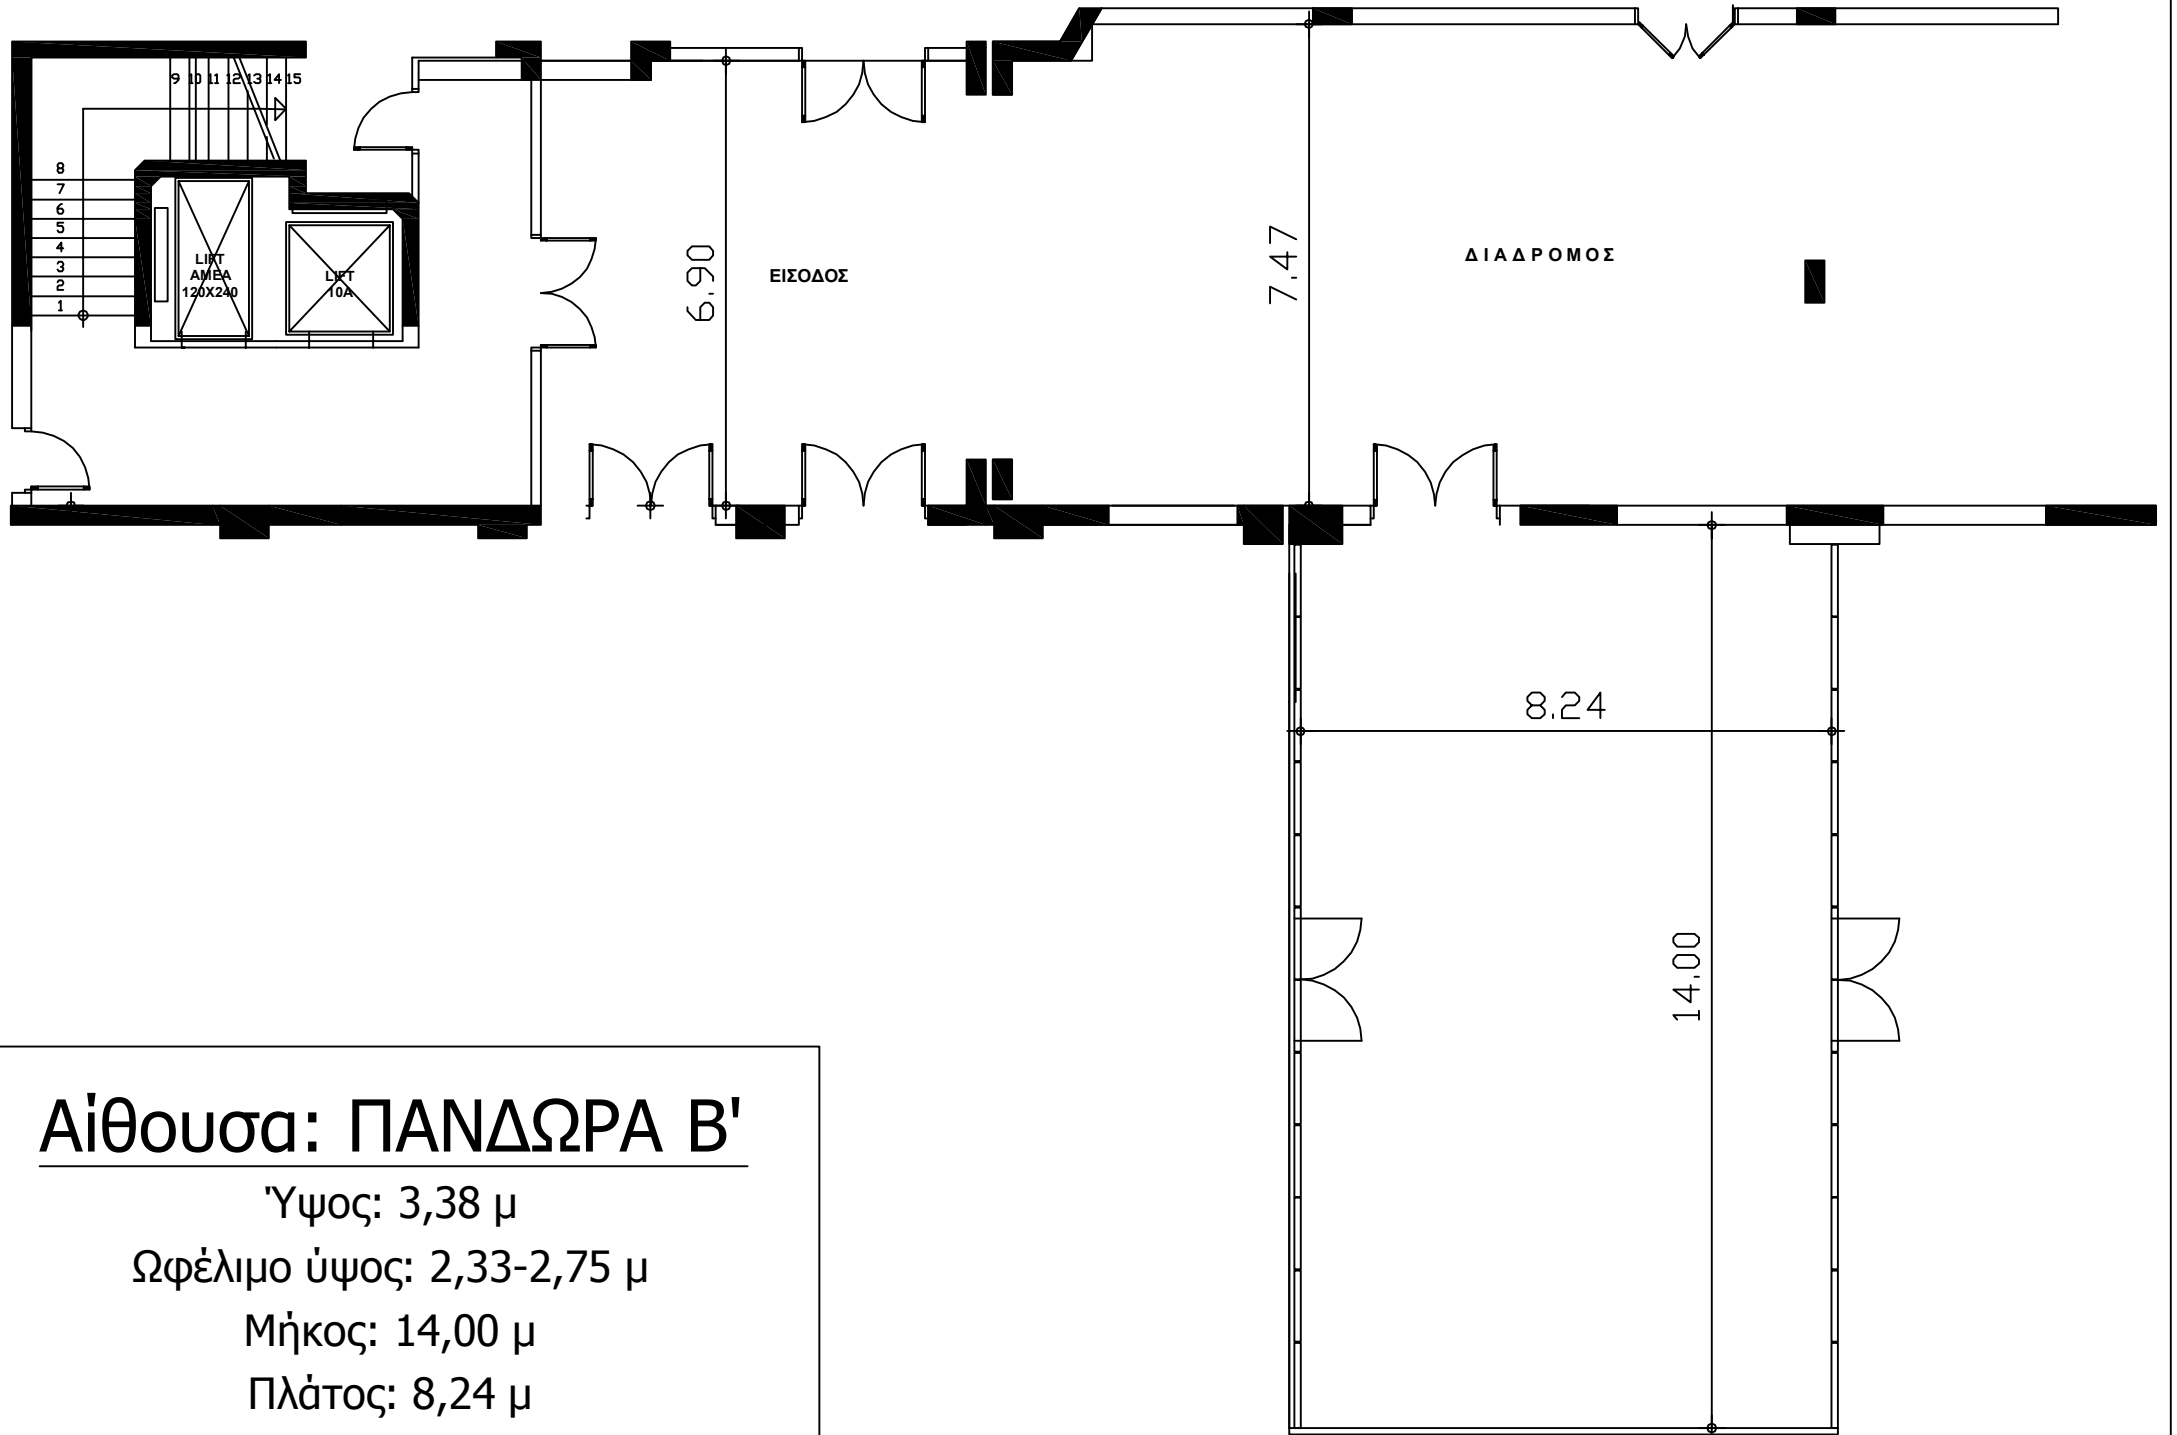 9 10 11 12 13 14 15
8
7
6
5
4
3
2
1
LIFT
ΑΜΕΑ
120X240
LIFT
10Α
6.90
ΕΙΣΟΔΟΣ
7.47
ΔΙΑΔΡΟΜΟΣ
8.24
14.00
Αίθουσα: ΠΑΝΔΩΡΑ Β'
Ύψος: 3,38 μ
Ωφέλιμο ύψος: 2,33-2,75 μ
Μήκος: 14,00 μ
Πλάτος: 8,24 μ